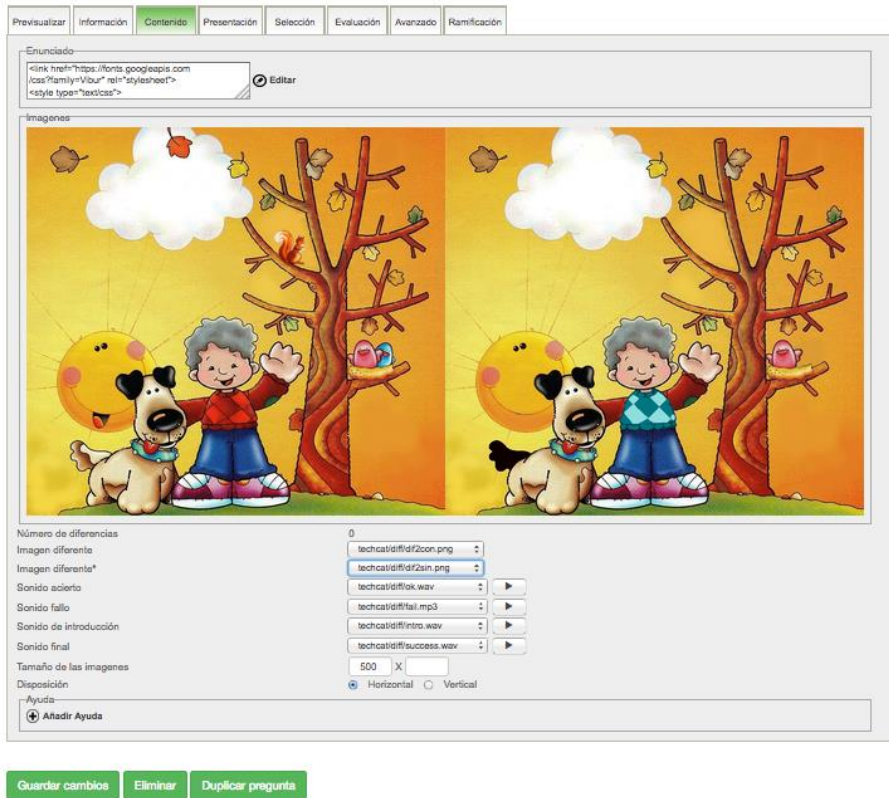 Previsualizar Información Contenido Presentación Selección Evaluación Avanzado Ramificación
Enunciado
<link href="https://fonts.googleapis.com
/css?family=Vibur" rel="stylesheet">
<style type="text/css">
Editar
Imagenes
Número de diferencias 0
Imagen diferente techcat/diff/dif2con.png
Imagen diferente* techcat/diff/dif2sin.png
Sonido acierto techcat/diff/ok.wav
Sonido fallo techcat/diff/fail.mp3
Sonido de introducción techcat/diff/intro.wav
Sonido final techcat/diff/success.wav
Tamaño de las imagenes 500 X
Disposición Horizontal Vertical
Ayuda
Añadir Ayuda
Guardar cambios Eliminar Duplicar pregunta